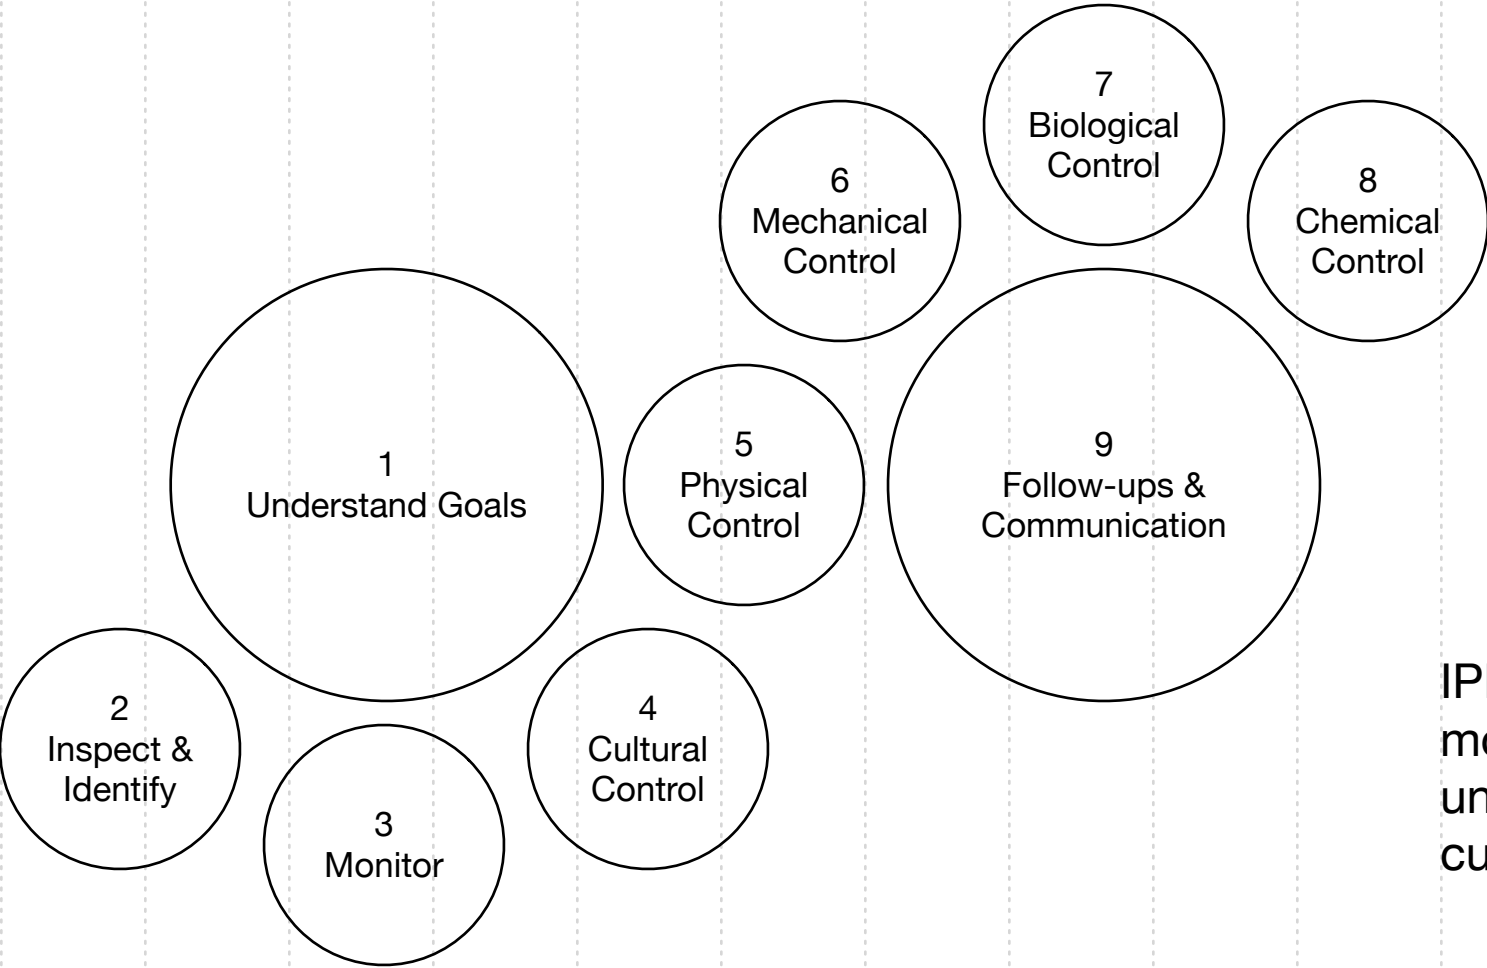 1
Understand Goals
2
Inspect &
Identify
3
Monitor
4
Cultural
Control
5
Physical
Control
6
Mechanical
Control
7
Biological
Control
8
Chemical
Control
9
Follow-ups &
Communication